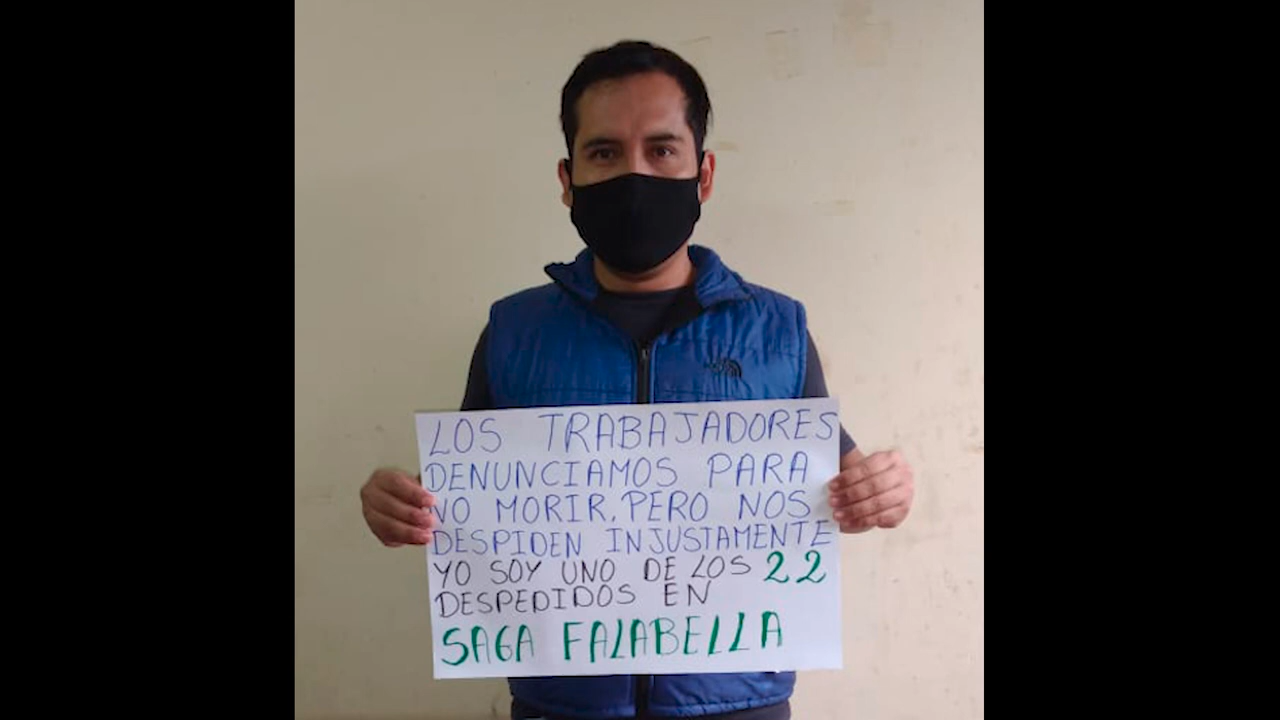 LOS TRABAJADORES
DENUNCIAMOS PARA
NO MORIR, PERO NOS
DESPIDEN INJUSTAMENTE
YO SOY UNO DE LOS 22
DESPEDIDOS EN
SAGA FALABELLA